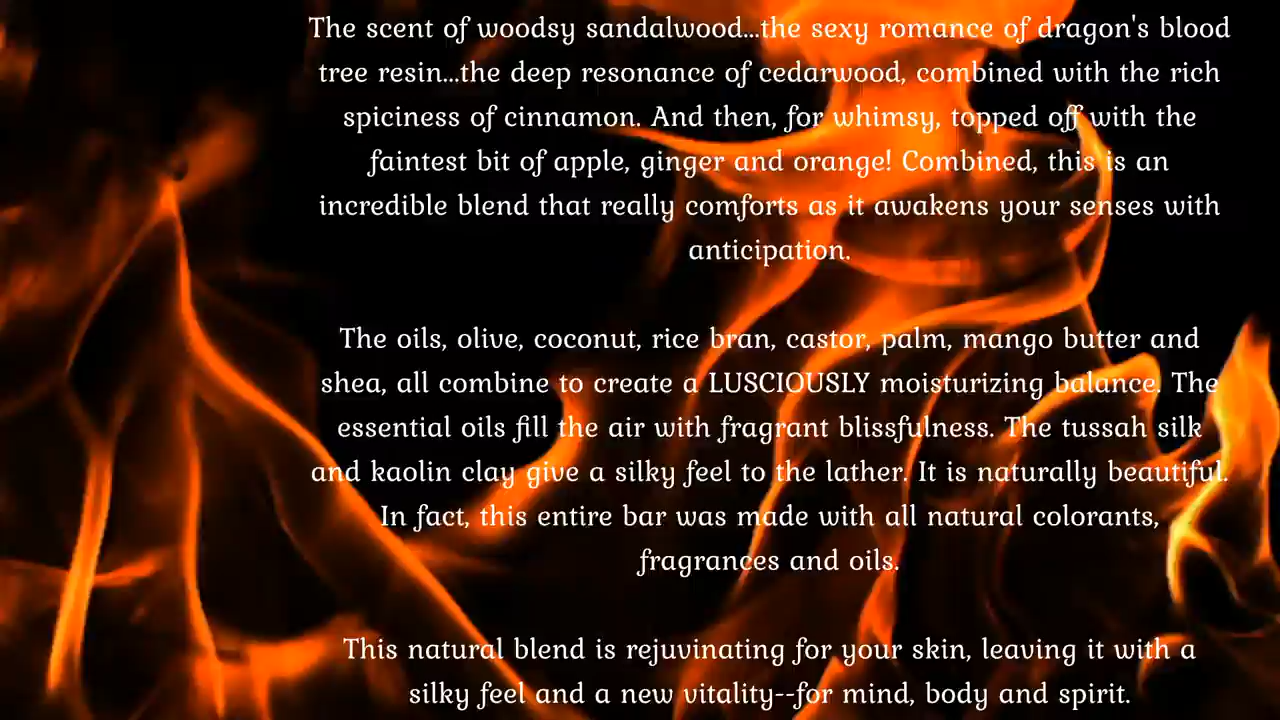 The scent of woodsy sandalwood...the sexy romance of dragon's blood
tree resin...the deep resonance of cedarwood, combined with the rich
spiciness of cinnamon. And then, for whimsy, topped off with the
faintest bit of apple, ginger and orange! Combined, this is an
incredible blend that really comforts as it awakens your senses with
anticipation.
The oils, olive, coconut, rice bran, castor, palm, mango butter and
shea, all combine to create a LUSCIOUSLY moisturizing balance. The
essential oils fill the air with fragrant blissfulness. The tussah silk
and kaolin clay give a silky feel to the lather. It is naturally beautiful.
In fact, this entire bar was made with all natural colorants,
fragrances and oils.
This natural blend is rejuvinating for your skin, leaving it with a
silky feel and a new vitality--for mind, body and spirit.